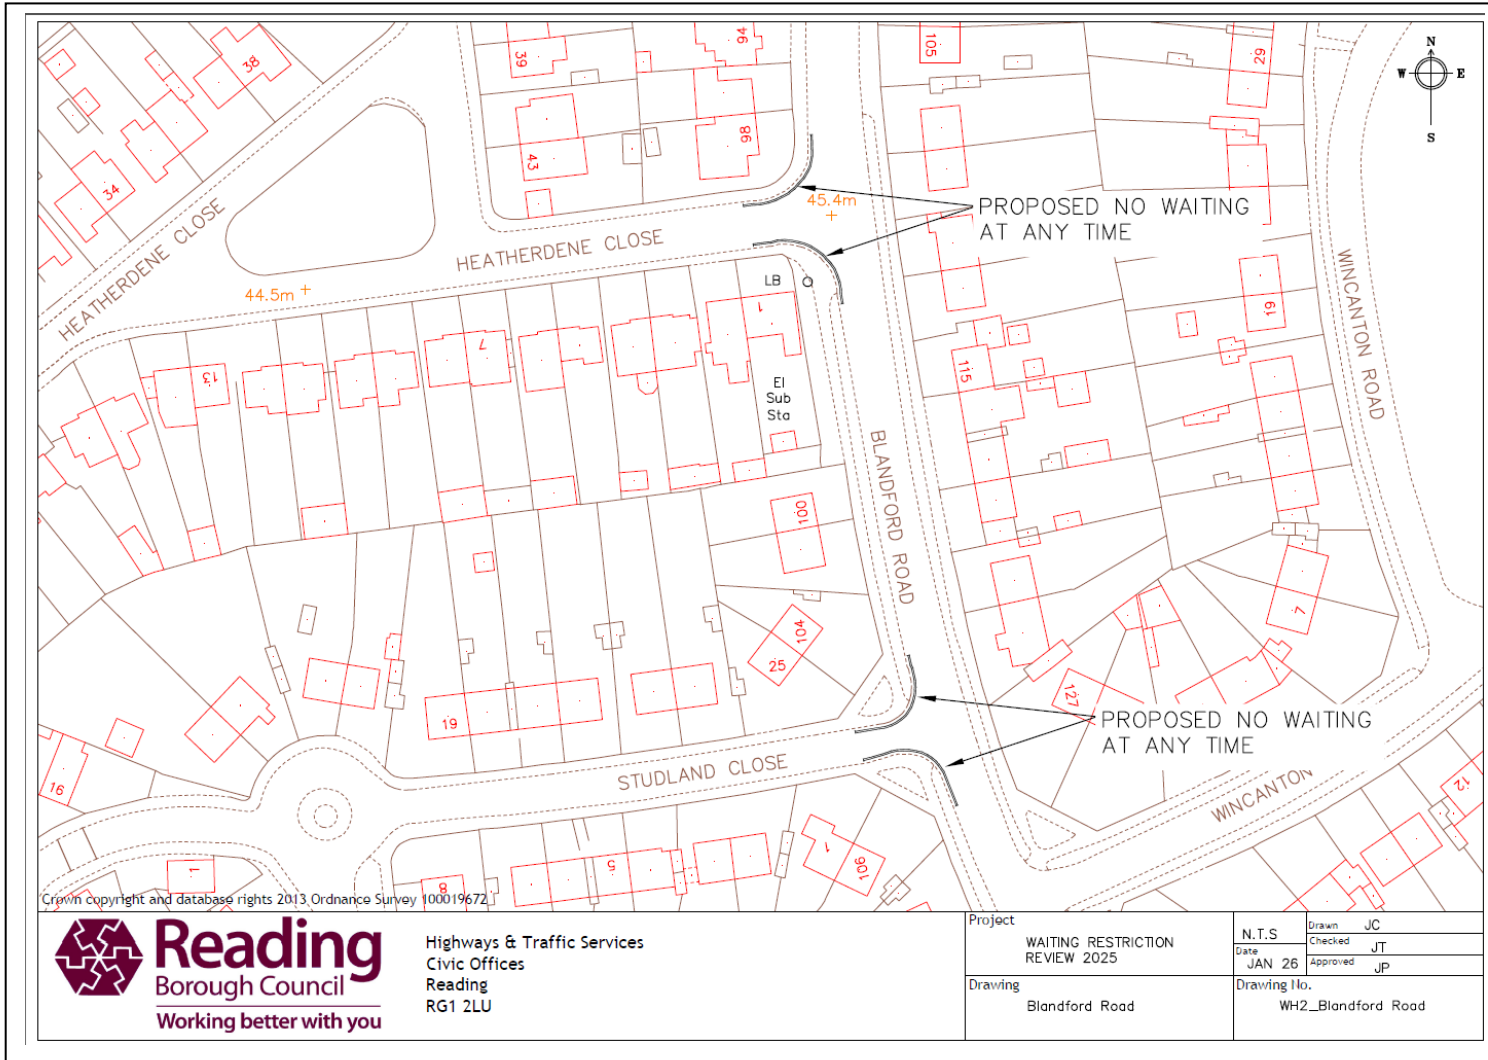 38
39
94
105
29
N
W E
S
34
43
98
45.4m
PROPOSED NO WAITING
AT ANY TIME
HEATHERDENE CLOSE
HEATHERDENE CLOSE
44.5m
LB
WINCANTON ROAD
19
1
7
13
115
El
Sub
Sta
BLANDFORD ROAD
100
104
25
7
127
19
PROPOSED NO WAITING
AT ANY TIME
STUDLAND CLOSE
16
WINCANTON
12
1
106
5
1
8
Crown copyright and database rights 2013 Ordnance Survey 100019672
Reading
Borough Council
Working better with you
Highways & Traffic Services
Civic Offices
Reading
RG1 2LU
Project
WAITING RESTRICTION
REVIEW 2025
N.T.S
Date
JAN 26
Drawn JC
Checked JT
Approved JP
Drawing
Blandford Road
Drawing No.
WH2_Blandford Road